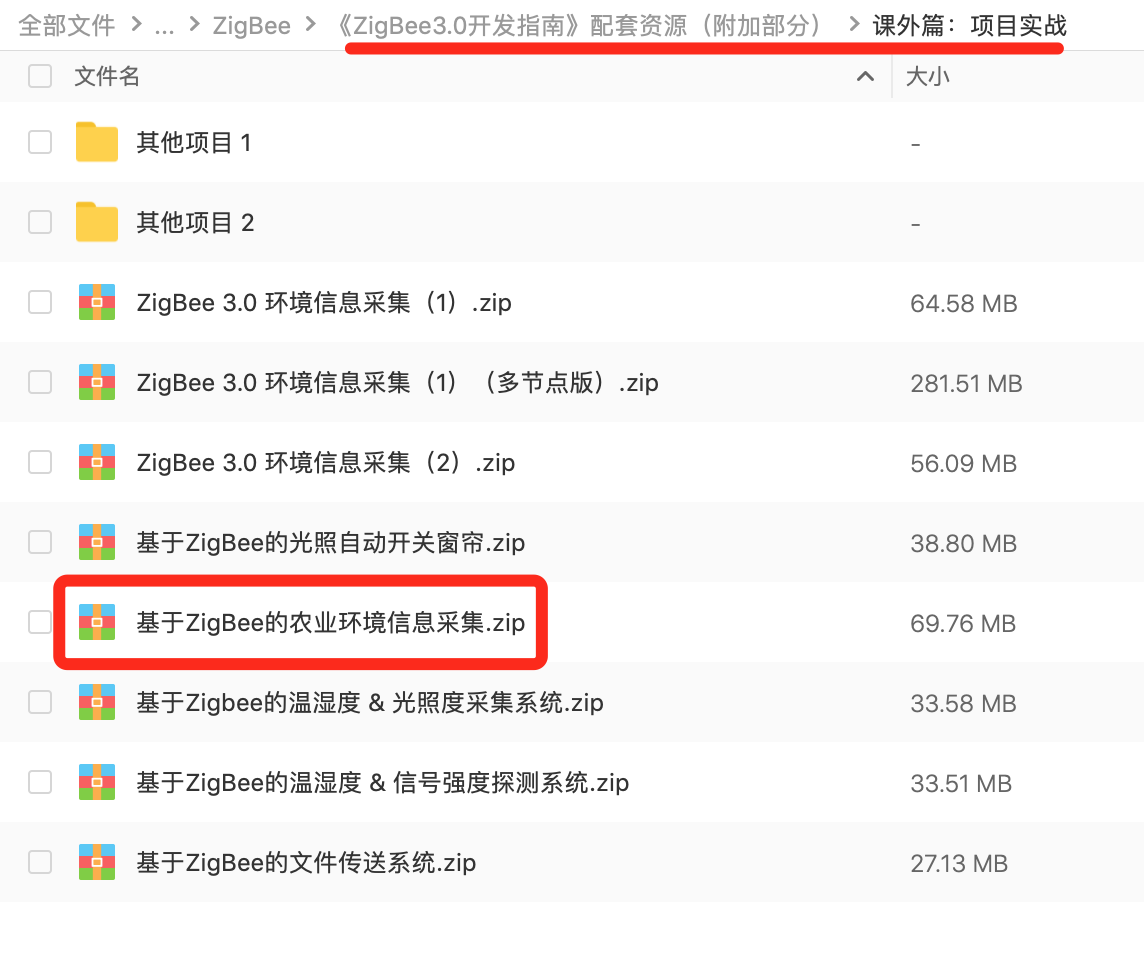 全部文件 > ... > ZigBee > 《ZigBee3.0开发指南》配套资源（附加部分） > 课外篇：项目实战
文件名 大小
其他项目 1 -
其他项目 2 -
ZigBee 3.0 环境信息采集（1）.zip 64.58 MB
ZigBee 3.0 环境信息采集（1）（多节点版）.zip 281.51 MB
ZigBee 3.0 环境信息采集（2）.zip 56.09 MB
基于ZigBee的光照自动开关窗帘.zip 38.80 MB
基于ZigBee的农业环境信息采集.zip 69.76 MB
基于Zigbee的温湿度 & 光照度采集系统.zip 33.58 MB
基于ZigBee的温湿度 & 信号强度探测系统.zip 33.51 MB
基于ZigBee的文件传送系统.zip 27.13 MB